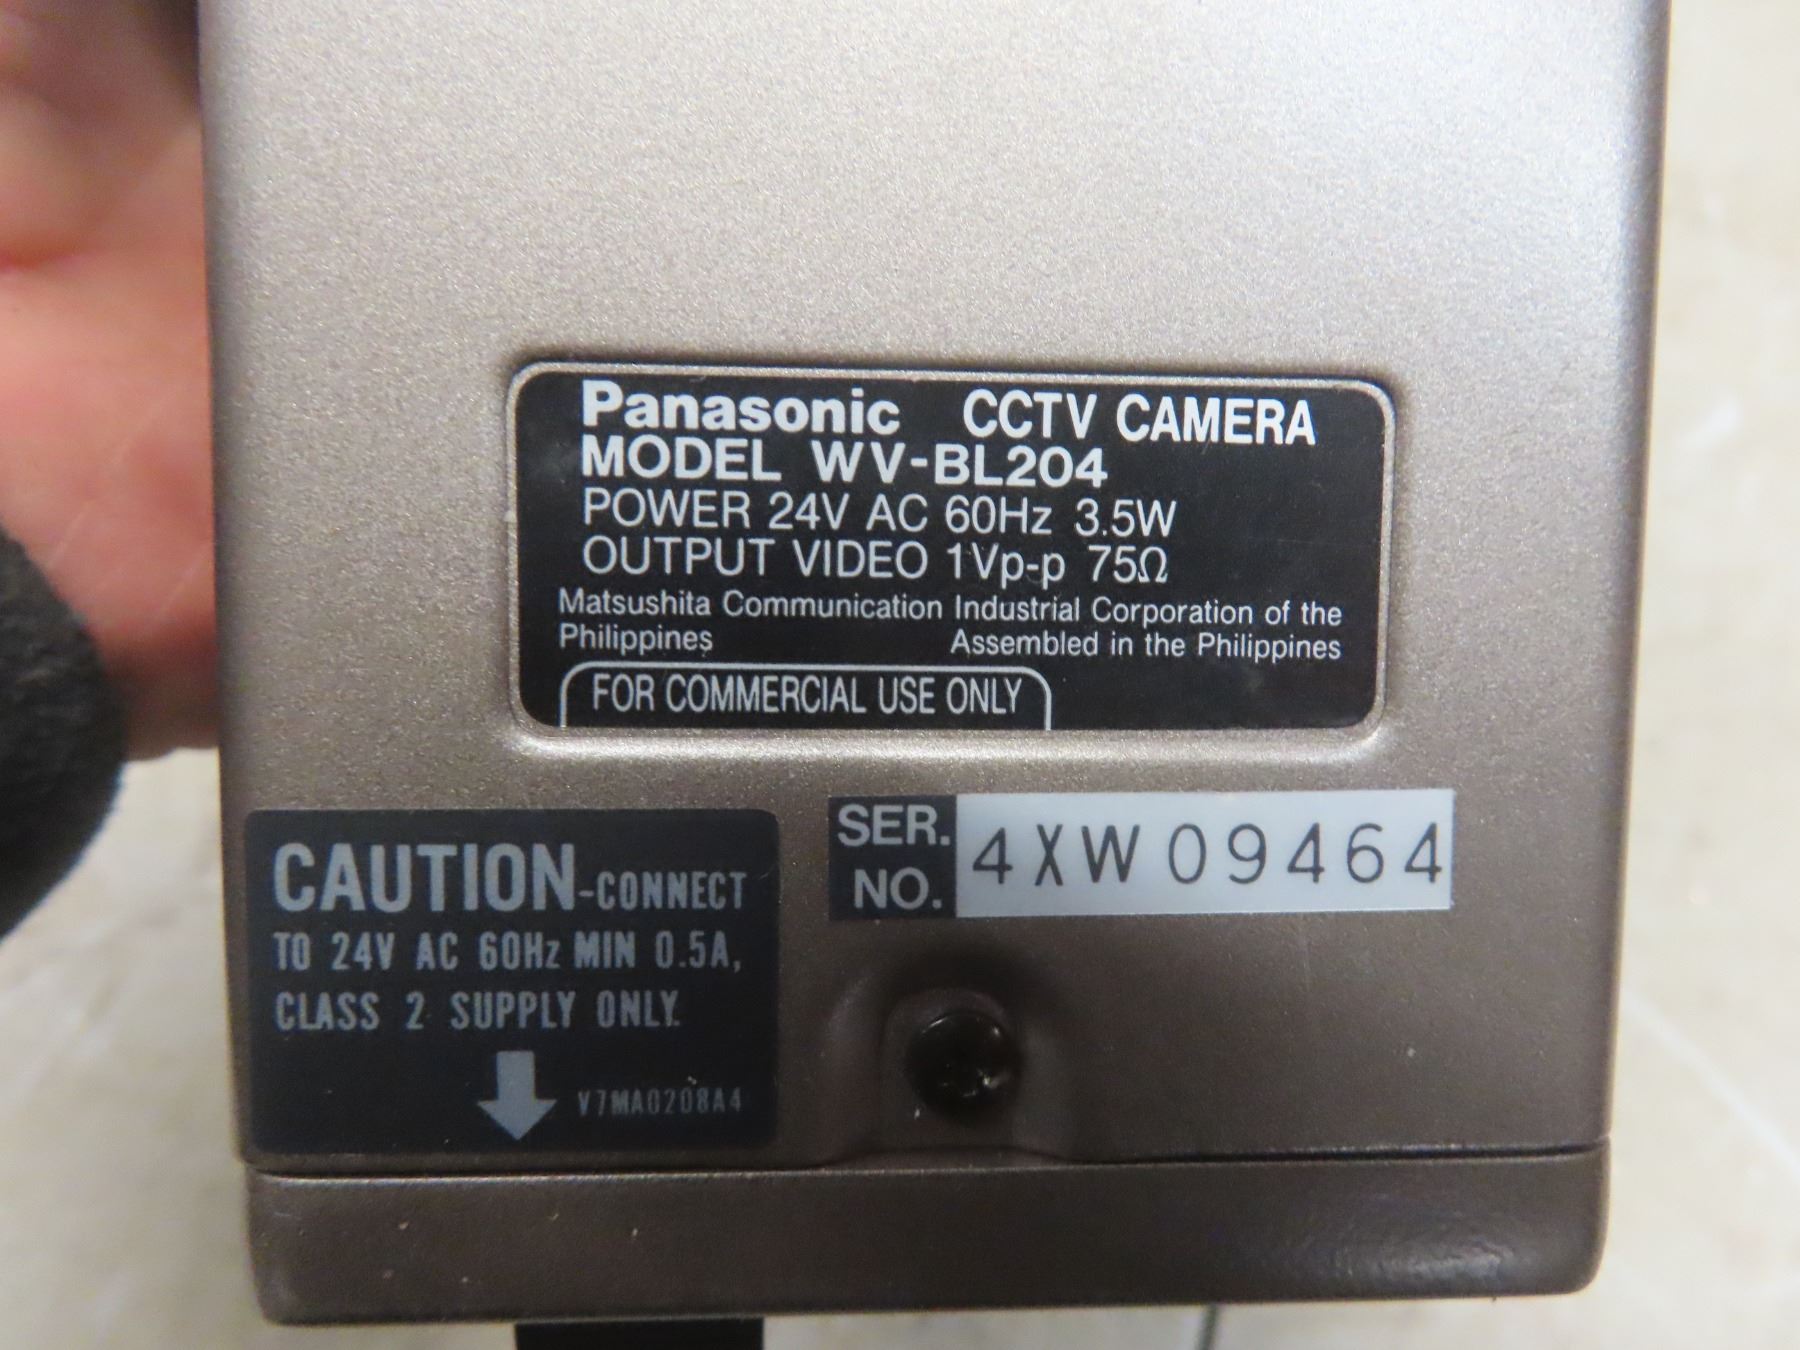 Panasonic CCTV CAMERA
MODEL WV-BL204
POWER 24V AC 60Hz 3.5W
OUTPUT VIDEO 1Vp-p 75Ω
Matsushita Communication Industrial Corporation of the
Philippines Assembled in the Philippines
FOR COMMERCIAL USE ONLY
SER. NO. 4XW09464
CAUTION-CONNECT
TO 24V AC 60Hz MIN 0.5A,
CLASS 2 SUPPLY ONLY.
V7MA0208A4